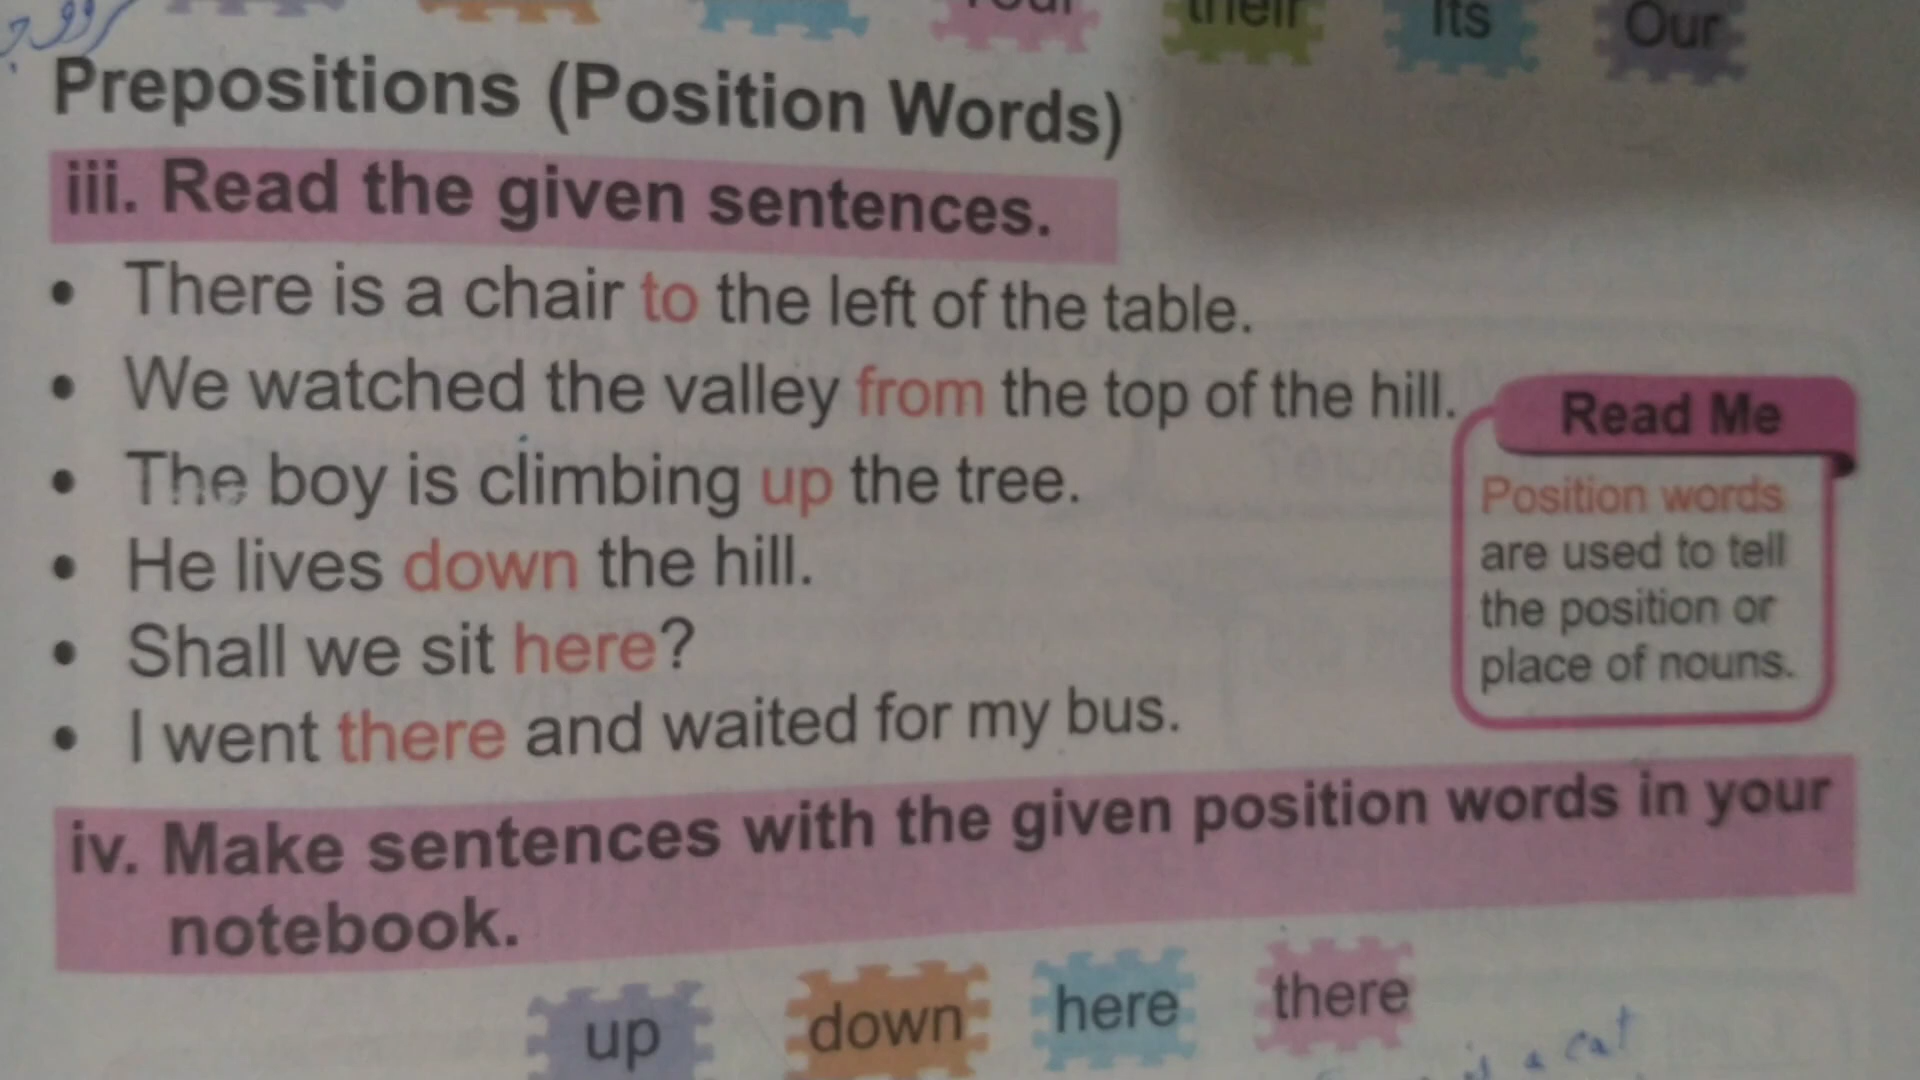 Your their Its Our
Prepositions (Position Words)
iii. Read the given sentences.
• There is a chair to the left of the table.
• We watched the valley from the top of the hill.
• The boy is climbing up the tree.
• He lives down the hill.
• Shall we sit here?
• I went there and waited for my bus.
Read Me
Position words
are used to tell
the position or
place of nouns.
iv. Make sentences with the given position words in your
notebook.
up down here there
is a cat